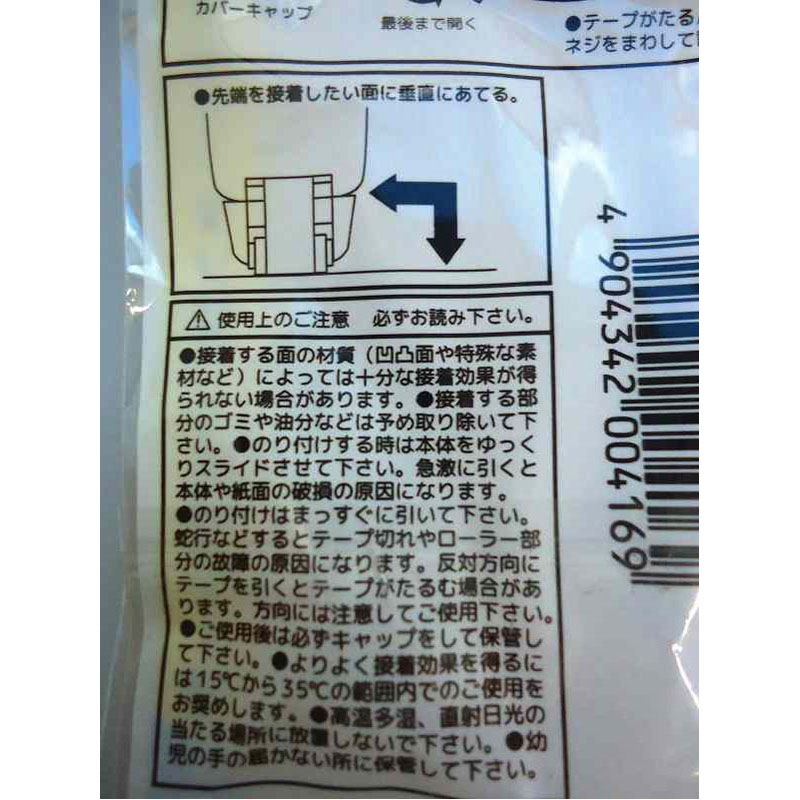 カバーキャップ
最後まで開く
●テープがたる
ネジをまわして
●先端を接着したい面に垂直にあてる。
使用上のご注意 必ずお読み下さい。
●接着する面の材質（凹凸面や特殊な素
材など）によっては十分な接着効果が得
られない場合があります。●接着する部
分のゴミや油分などは予め取り除いて下
さい。●のり付けする時は本体をゆっく
りスライドさせて下さい。急激に引くと
本体や紙面の破損の原因になります。
●のり付けはまっすぐに引いて下さい。
蛇行などするとテープ切れやローラー部
分の故障の原因になります。反対方向に
テープを引くとテープがたるむ場合があ
ります。方向には注意してご使用下さい。
●ご使用後は必ずキャップをして保管し
て下さい。●よりよく接着効果を得るに
は15℃から35℃の範囲内でのご使用を
お奨めします。●高温多湿、直射日光の
当たる場所に放置しないで下さい。●幼
児の手の届かない所に保管して下さい。
4 904342 004169